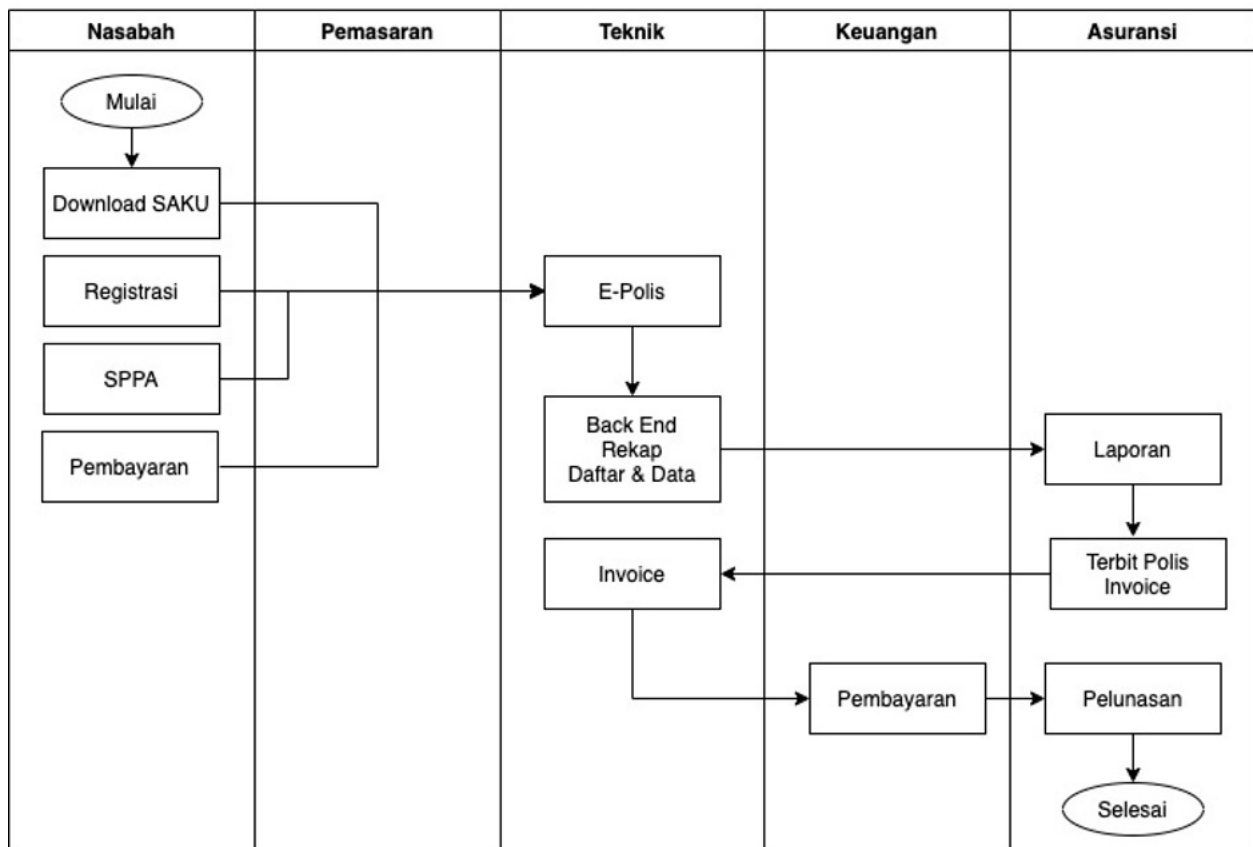 Nasabah
Pemasaran
Teknik
Keuangan
Asuransi
Mulai
Download SAKU
Registrasi
E-Polis
SPPA
Back End
Rekap
Daftar & Data
Laporan
Pembayaran
Invoice
Terbit Polis
Invoice
Pembayaran
Pelunasan
Selesai